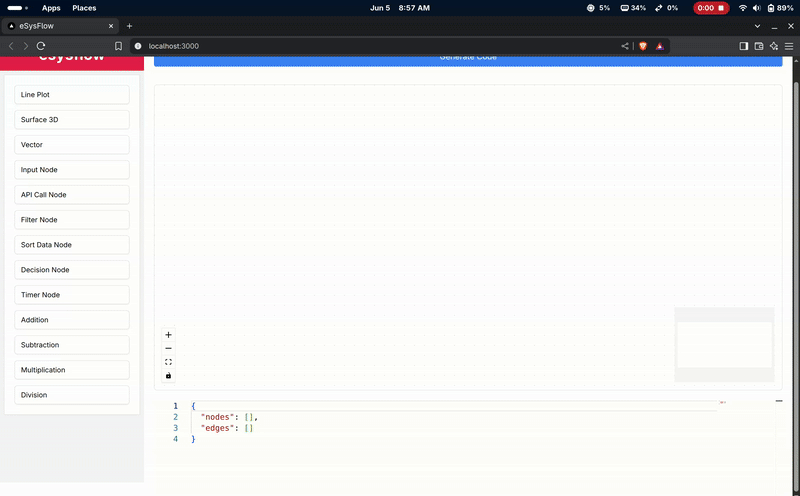 Apps Places Jun 5 8:57 AM 5% 34% 0% 0:00 89%
eSysFlow
localhost:3000
esysflow
Generate Code
Line Plot
Surface 3D
Vector
Input Node
API Call Node
Filter Node
Sort Data Node
Decision Node
Timer Node
Addition
Subtraction
Multiplication
Division
1 {
2 "nodes": [],
3 "edges": []
4 }